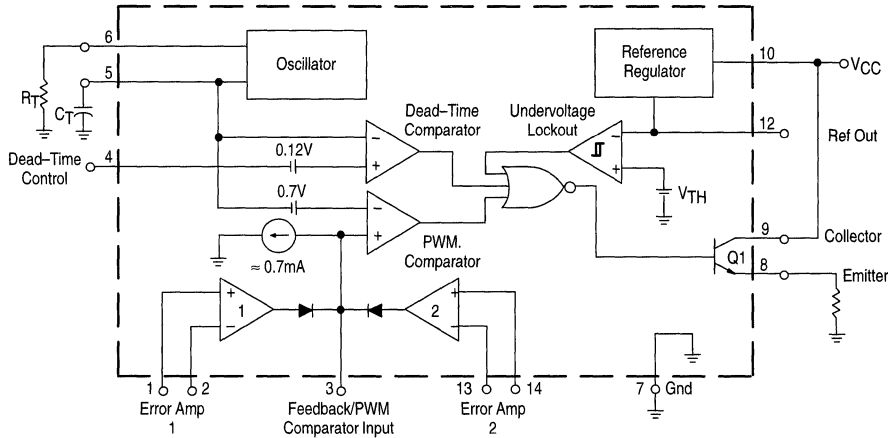 6
Oscillator
Reference
Regulator
10
VCC
5
RT
CT
Dead–Time
Comparator
Undervoltage
Lockout
–
+
–
+
12
Ref Out
Dead–Time
Control
4
0.12V
0.7V
VTH
–
+
PWM.
Comparator
≈ 0.7mA
9
Collector
Q1
8
Emitter
+
–
1
2
+
–
1
2
3
13
14
7
Gnd
Error Amp
1
Feedback/PWM
Comparator Input
Error Amp
2